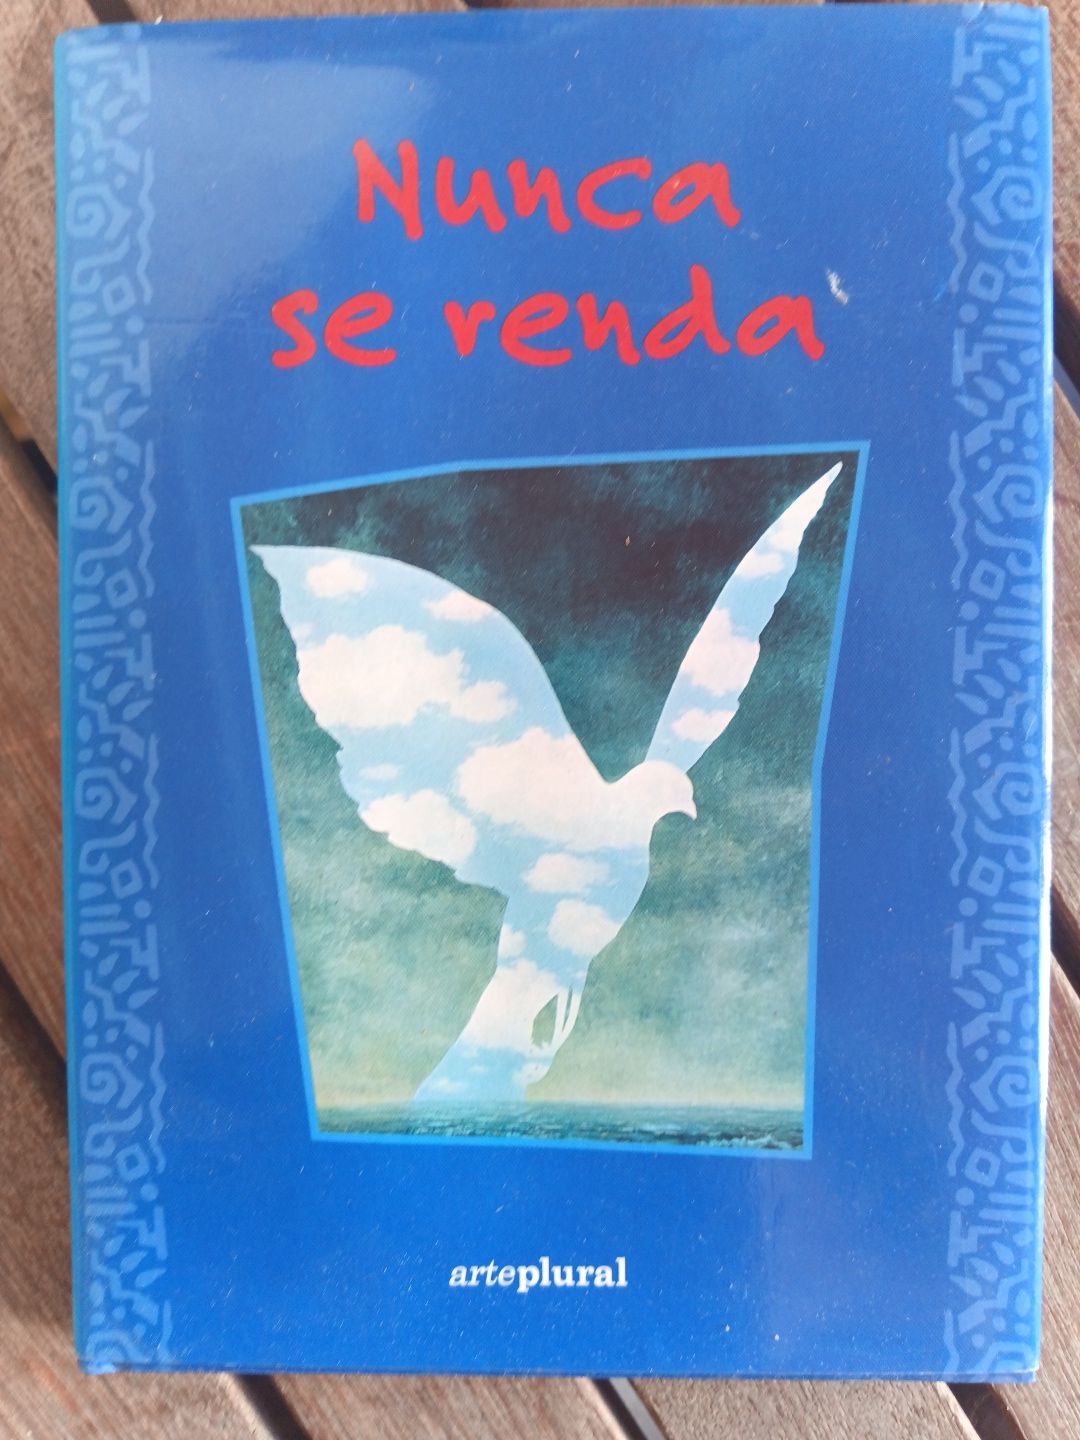 Nunca
se renda
arteplural